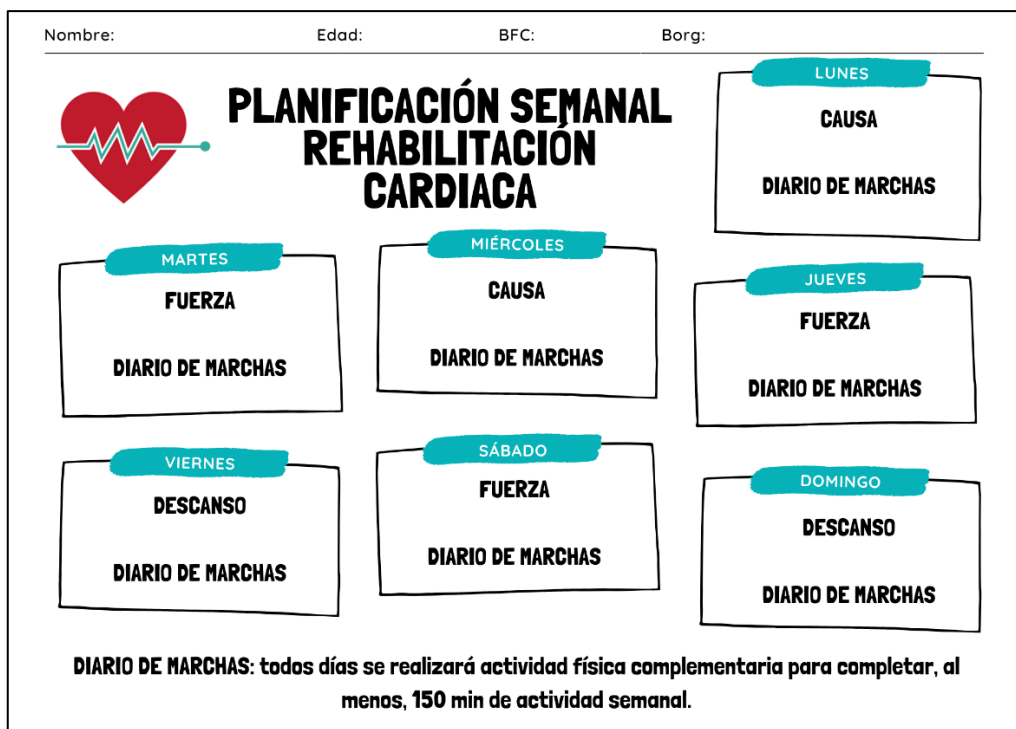 Nombre: Edad: BFC: Borg:
PLANIFICACIÓN SEMANAL
REHABILITACIÓN
CARDIACA
LUNES
CAUSA
DIARIO DE MARCHAS
MARTES
FUERZA
DIARIO DE MARCHAS
MIÉRCOLES
CAUSA
DIARIO DE MARCHAS
JUEVES
FUERZA
DIARIO DE MARCHAS
VIERNES
DESCANSO
DIARIO DE MARCHAS
SÁBADO
FUERZA
DIARIO DE MARCHAS
DOMINGO
DESCANSO
DIARIO DE MARCHAS
DIARIO DE MARCHAS: todos días se realizará actividad física complementaria para completar, al
menos, 150 min de actividad semanal.